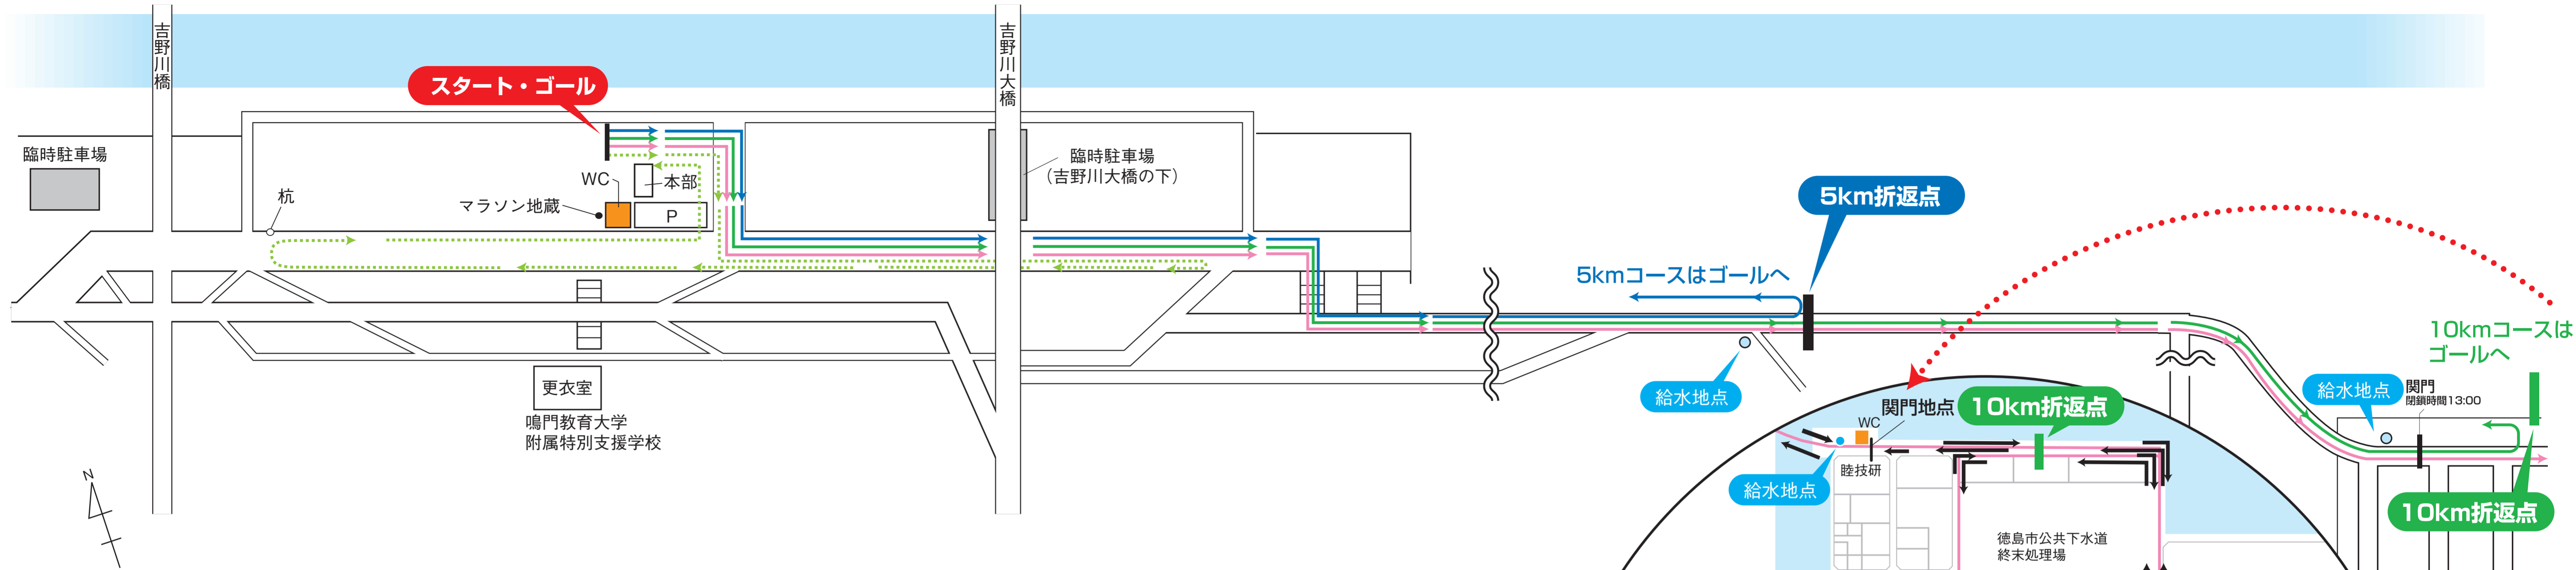 吉野川橋
吉野川大橋
スタート・ゴール
臨時駐車場
杭
WC
本部
マラソン地蔵
P
臨時駐車場
（吉野川大橋の下）
5km折返点
5kmコースはゴールへ
10kmコースは
ゴールへ
給水地点
給水地点
関門
閉鎖時間13:00
10km折返点
更衣室
鳴門教育大学
附属特別支援学校
関門地点
10km折返点
WC
給水地点
睦技研
徳島市公共下水道
終末処理場
N